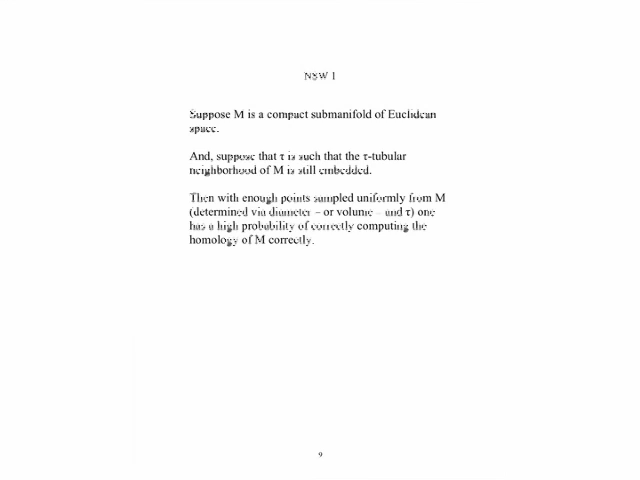 NSW 1
Suppose M is a compact submanifold of Euclidean
space.
And, suppose that τ is such that the τ-tubular
neighborhood of M is still embedded.
Then with enough points sampled uniformly from M
(determined via diameter – or volume – and τ) one
has a high probability of correctly computing the
homology of M correctly.
9